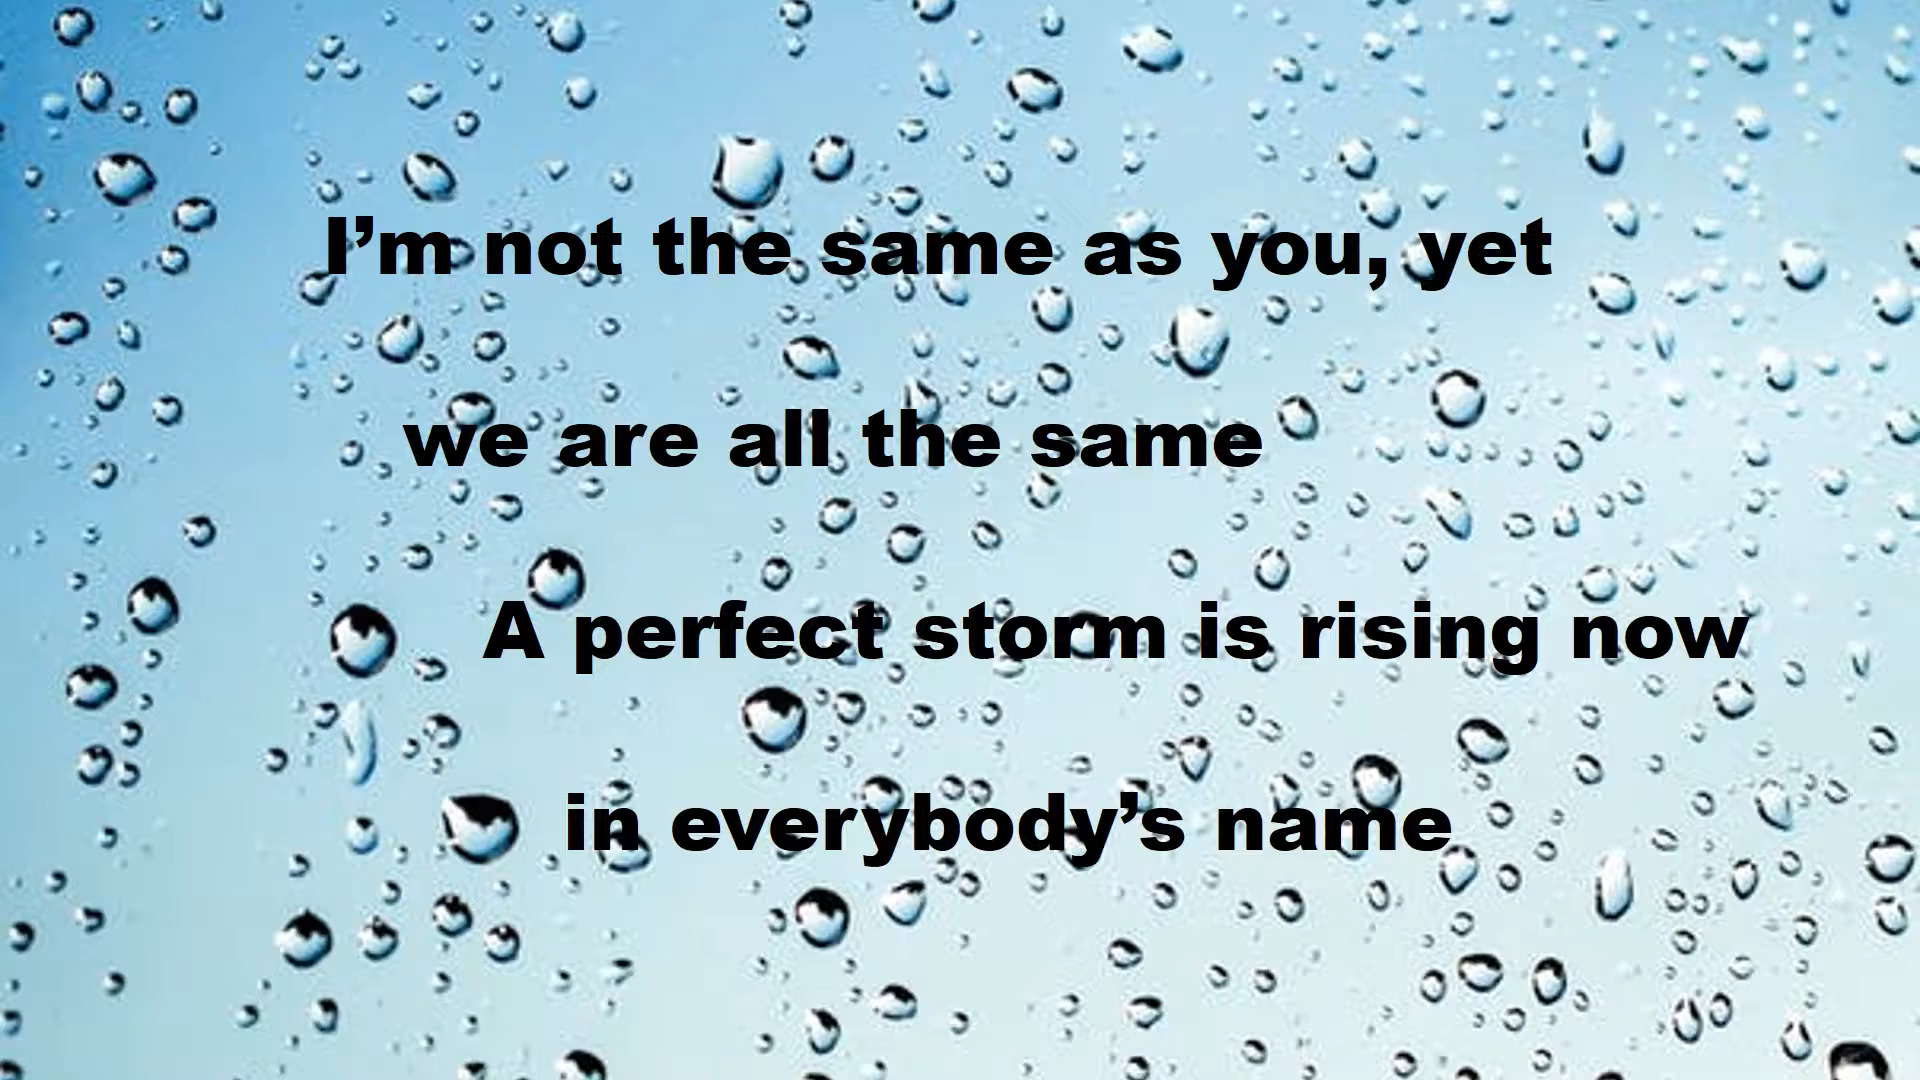 I’m not the same as you, yet
we are all the same
A perfect storm is rising now
in everybody’s name